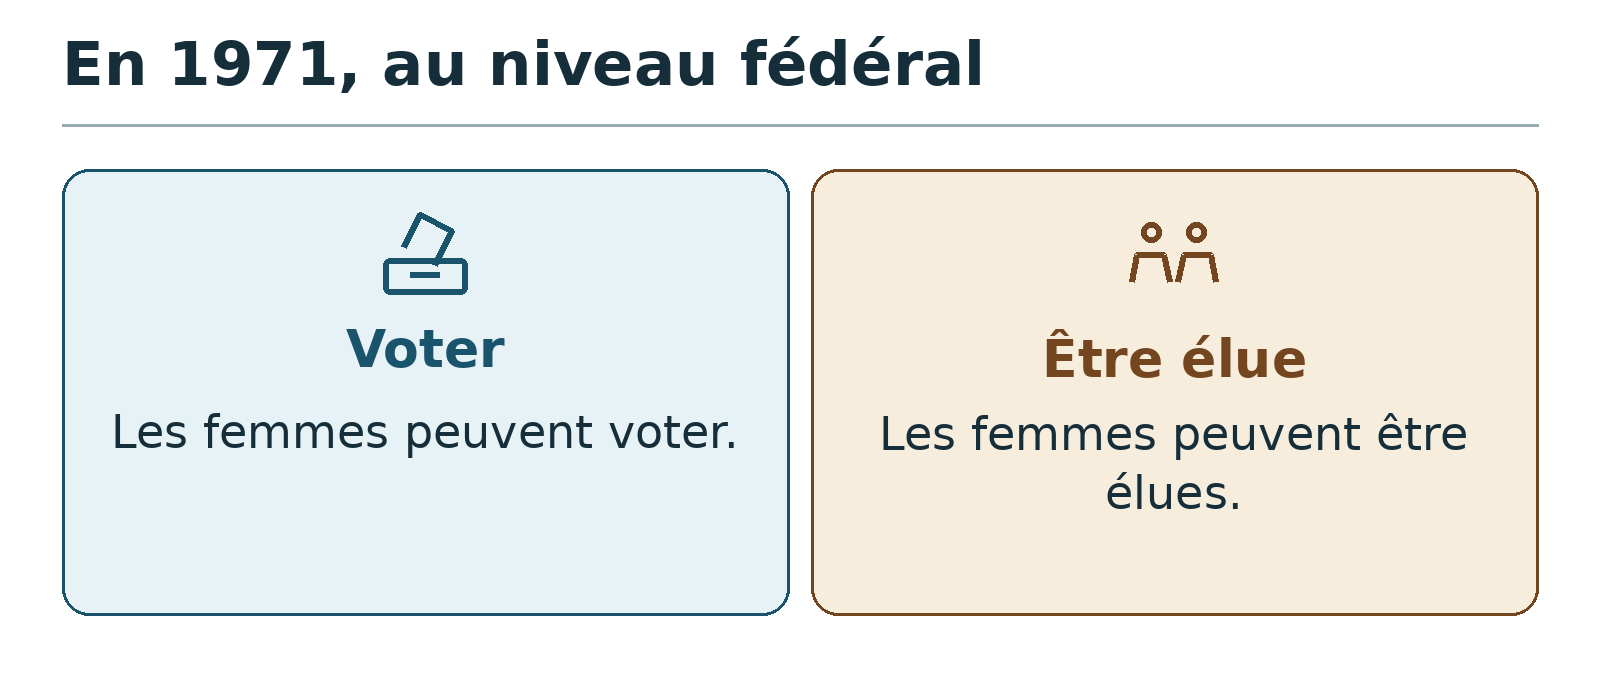 En 1971, au niveau fédéral
Voter
Les femmes peuvent voter.
Être élue
Les femmes peuvent être
élues.